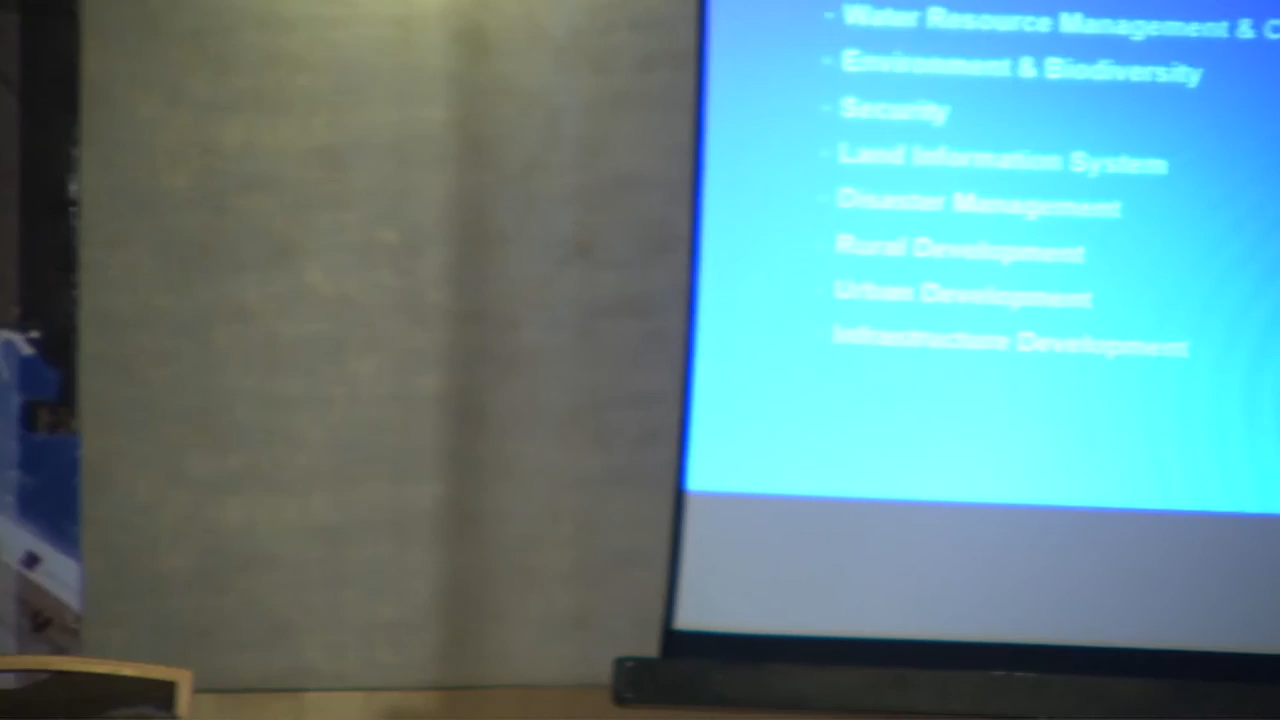 - Water Resource Management & C
- Environment & Biodiversity
- Security
- Land Information System
- Disaster Management
Rural Development
Urban Development
Infrastructure Development